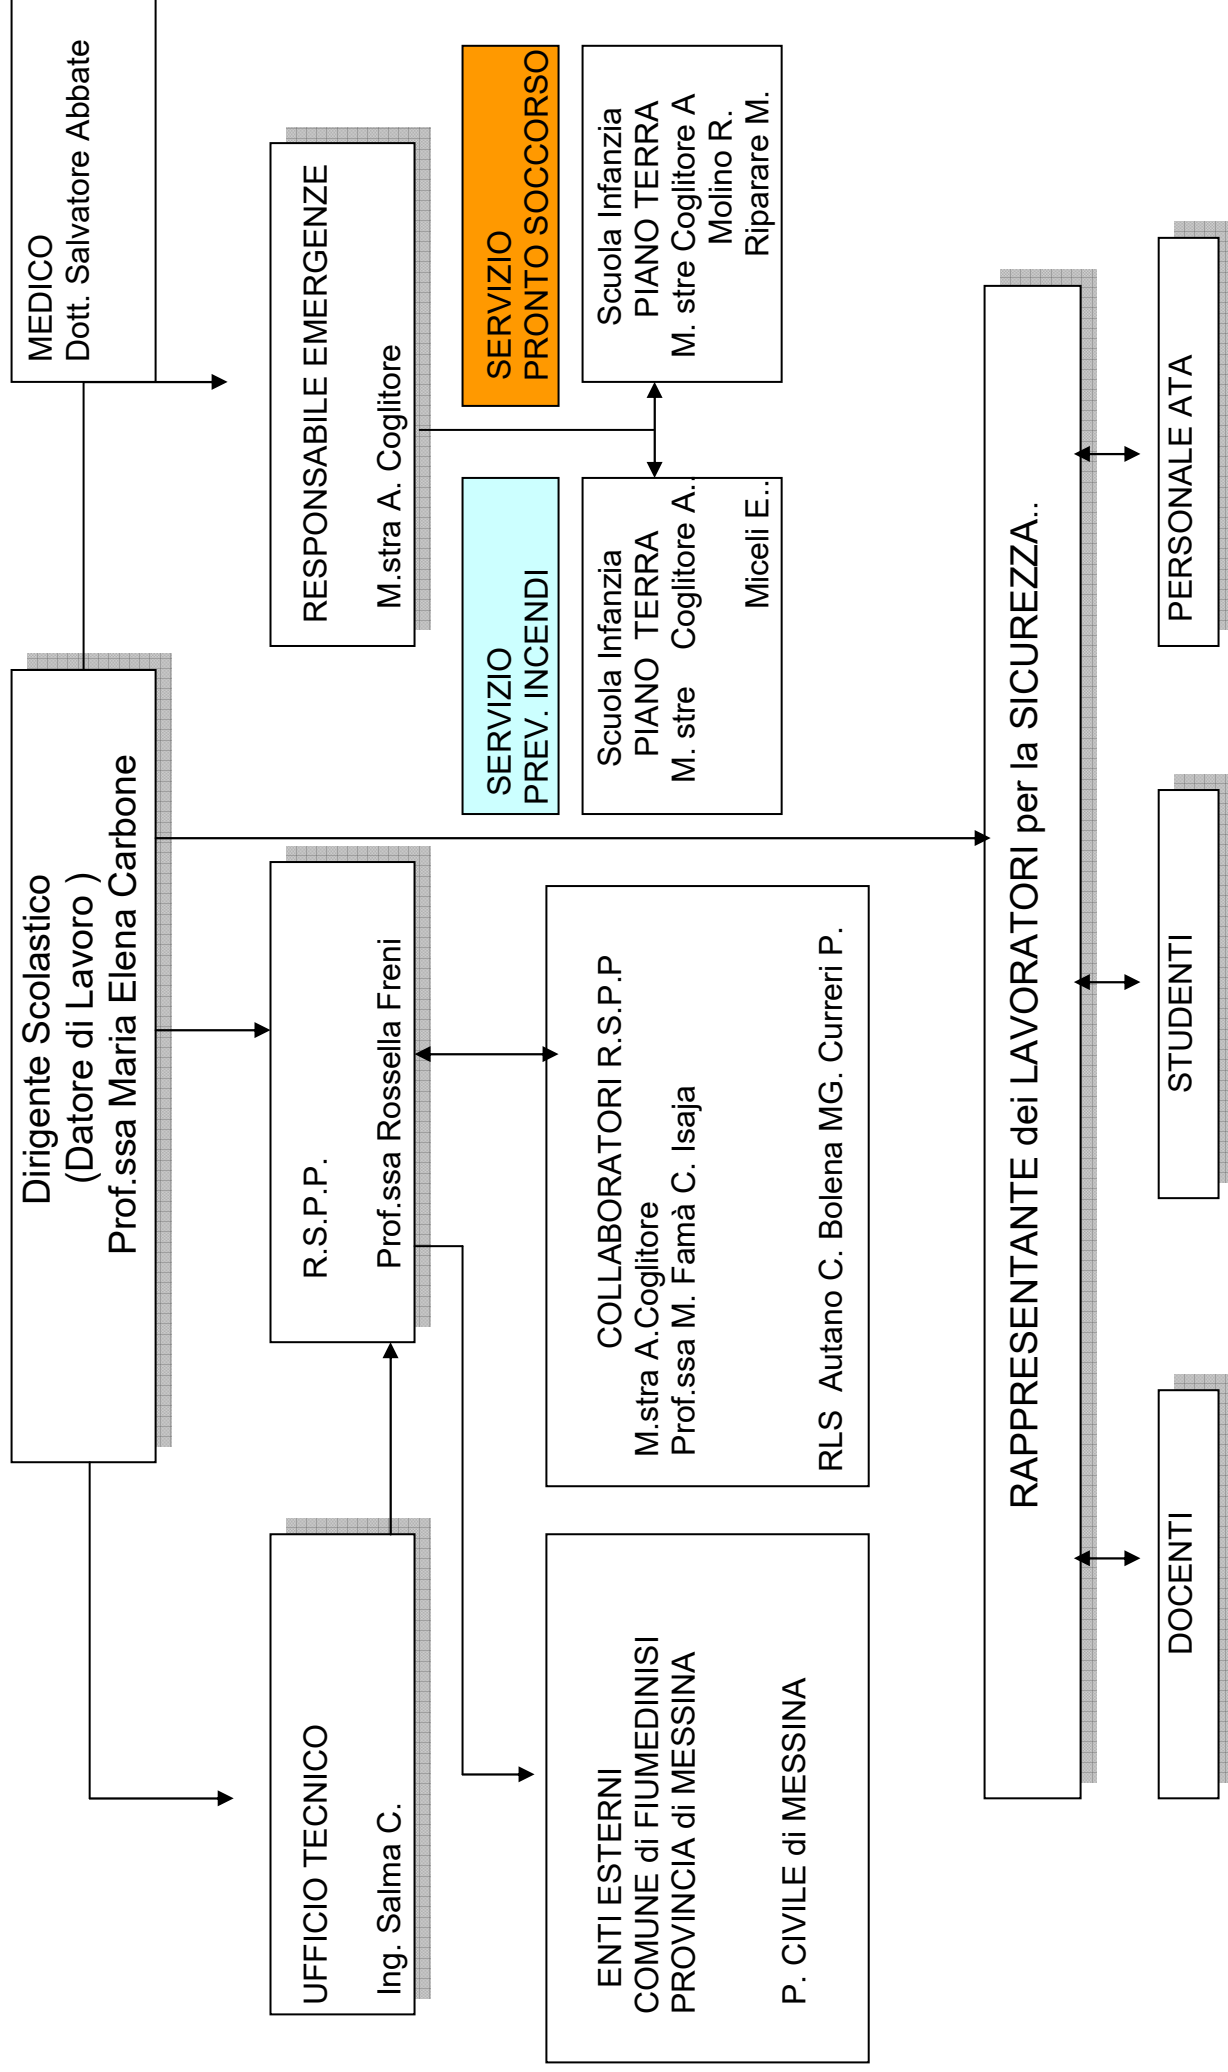 Dirigente Scolastico
(Datore di Lavoro )
Prof.ssa Maria Elena Carbone
MEDICO
Dott. Salvatore Abbate
UFFICIO TECNICO
Ing. Salma C.
R.S.P.P.
Prof.ssa Rossella Freni
RESPONSABILE EMERGENZE
M.stra A. Coglitore
SERVIZIO
PREV. INCENDI
SERVIZIO
PRONTO SOCCORSO
ENTI ESTERNI
COMUNE di FIUMEDINISI
PROVINCIA di MESSINA
P. CIVILE di MESSINA
COLLABORATORI R.S.P.P
M.stra A.Coglitore
Prof.ssa M. Famà C. Isaja
RLS Autano C. Bolena MG. Curreri P.
Scuola Infanzia
PIANO TERRA
M. stre Coglitore A..
Miceli E..
Scuola Infanzia
PIANO TERRA
M. stre Coglitore A
Molino R.
Riparare M.
RAPPRESENTANTE dei LAVORATORI per la SICUREZZA..
DOCENTI
STUDENTI
PERSONALE ATA